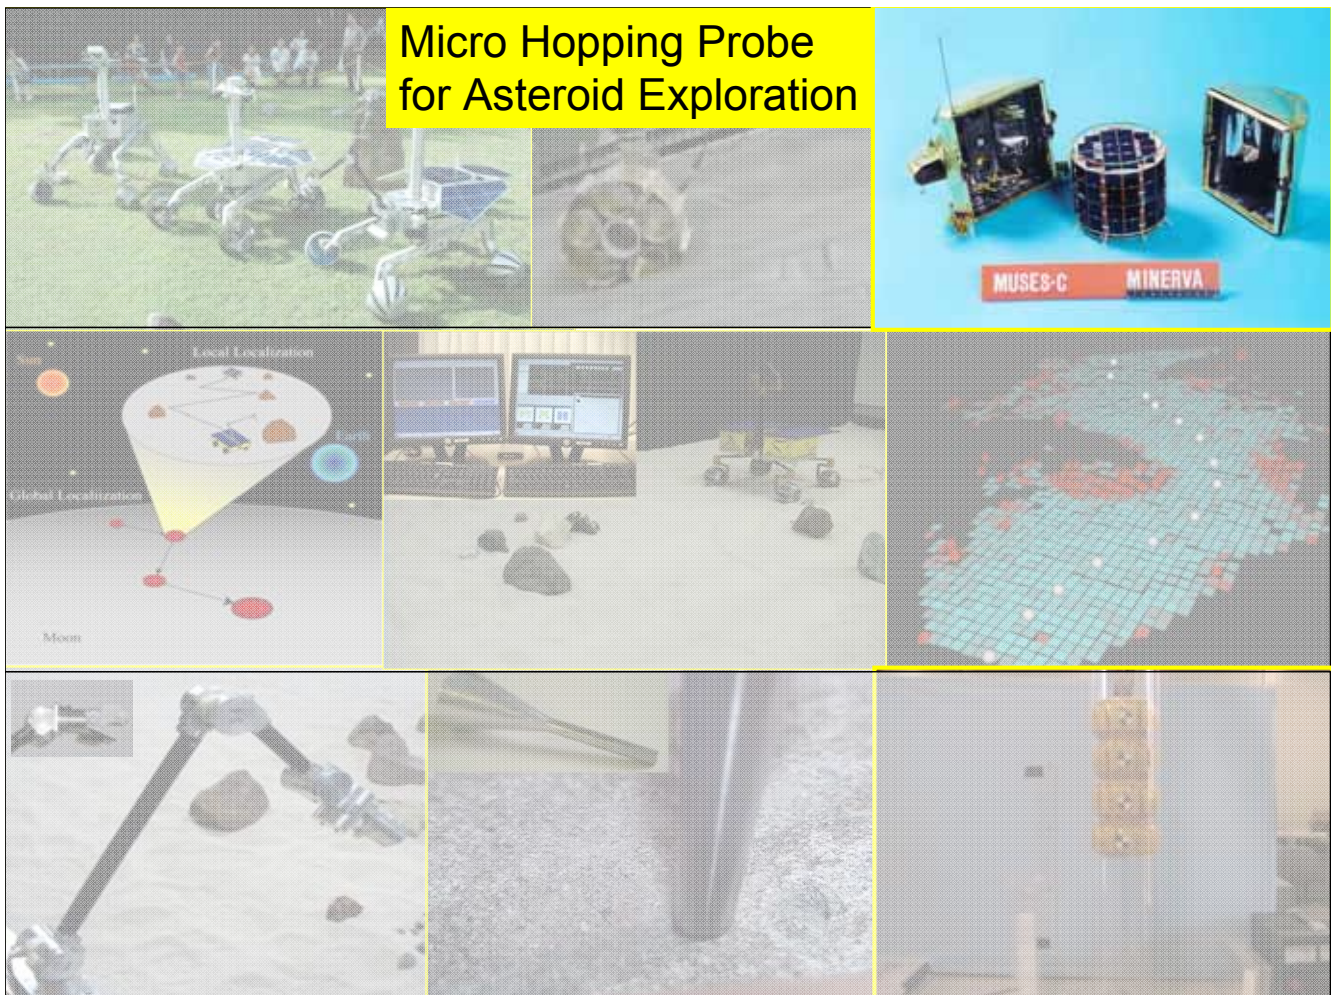 Micro Hopping Probe
for Asteroid Exploration
MUSES-C MINERVA
Sun
Local Localization
Earth
Global Localization
Moon